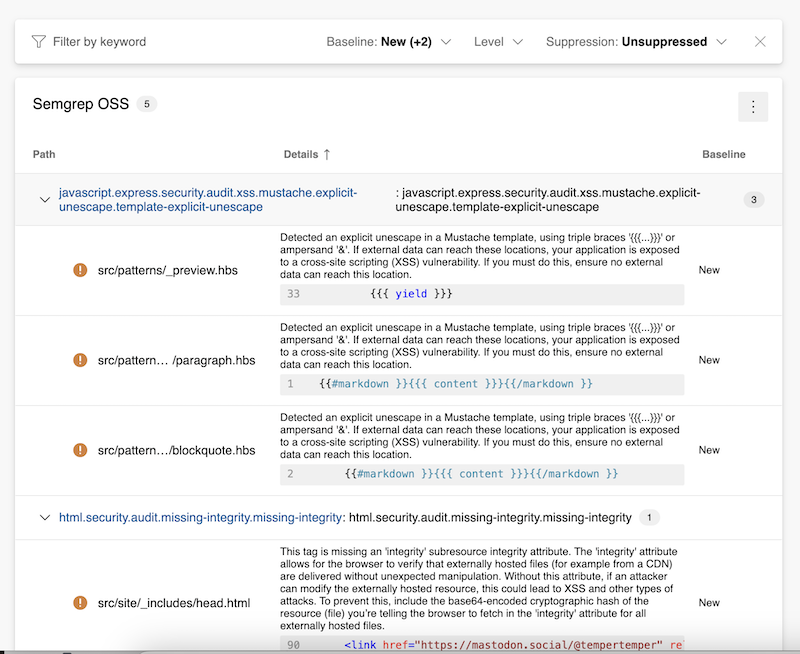 Filter by keyword Baseline: New (+2) Level Suppression: Unsuppressed
Semgrep OSS 5
Path Details ↑ Baseline
javascript.express.security.audit.xss.mustache.explicit-
unescape.template-explicit-unescape
: javascript.express.security.audit.xss.mustache.explicit-
unescape.template-explicit-unescape
3
src/patterns/_preview.hbs
Detected an explicit unescape in a Mustache template, using triple braces '{{{...}}}' or
ampersand '&'. If external data can reach these locations, your application is exposed
to a cross-site scripting (XSS) vulnerability. If you must do this, ensure no external
data can reach this location.
33 {{{ yield }}}
New
src/pattern… /paragraph.hbs
Detected an explicit unescape in a Mustache template, using triple braces '{{{...}}}' or
ampersand '&'. If external data can reach these locations, your application is exposed
to a cross-site scripting (XSS) vulnerability. If you must do this, ensure no external
data can reach this location.
1 {{#markdown }}{{{ content }}}{{/markdown }}
New
src/pattern…/blockquote.hbs
Detected an explicit unescape in a Mustache template, using triple braces '{{{...}}}' or
ampersand '&'. If external data can reach these locations, your application is exposed
to a cross-site scripting (XSS) vulnerability. If you must do this, ensure no external
data can reach this location.
2 {{#markdown }}{{{ content }}}{{/markdown }}
New
html.security.audit.missing-integrity.missing-integrity: html.security.audit.missing-integrity.missing-integrity 1
src/site/_includes/head.html
This tag is missing an 'integrity' subresource integrity attribute. The 'integrity' attribute
allows for the browser to verify that externally hosted files (for example from a CDN)
are delivered without unexpected manipulation. Without this attribute, if an attacker
can modify the externally hosted resource, this could lead to XSS and other types of
attacks. To prevent this, include the base64-encoded cryptographic hash of the
resource (file) you're telling the browser to fetch in the 'integrity' attribute for all
externally hosted files.
90 <link href="https://mastodon.social/@tempertemper" rel
New